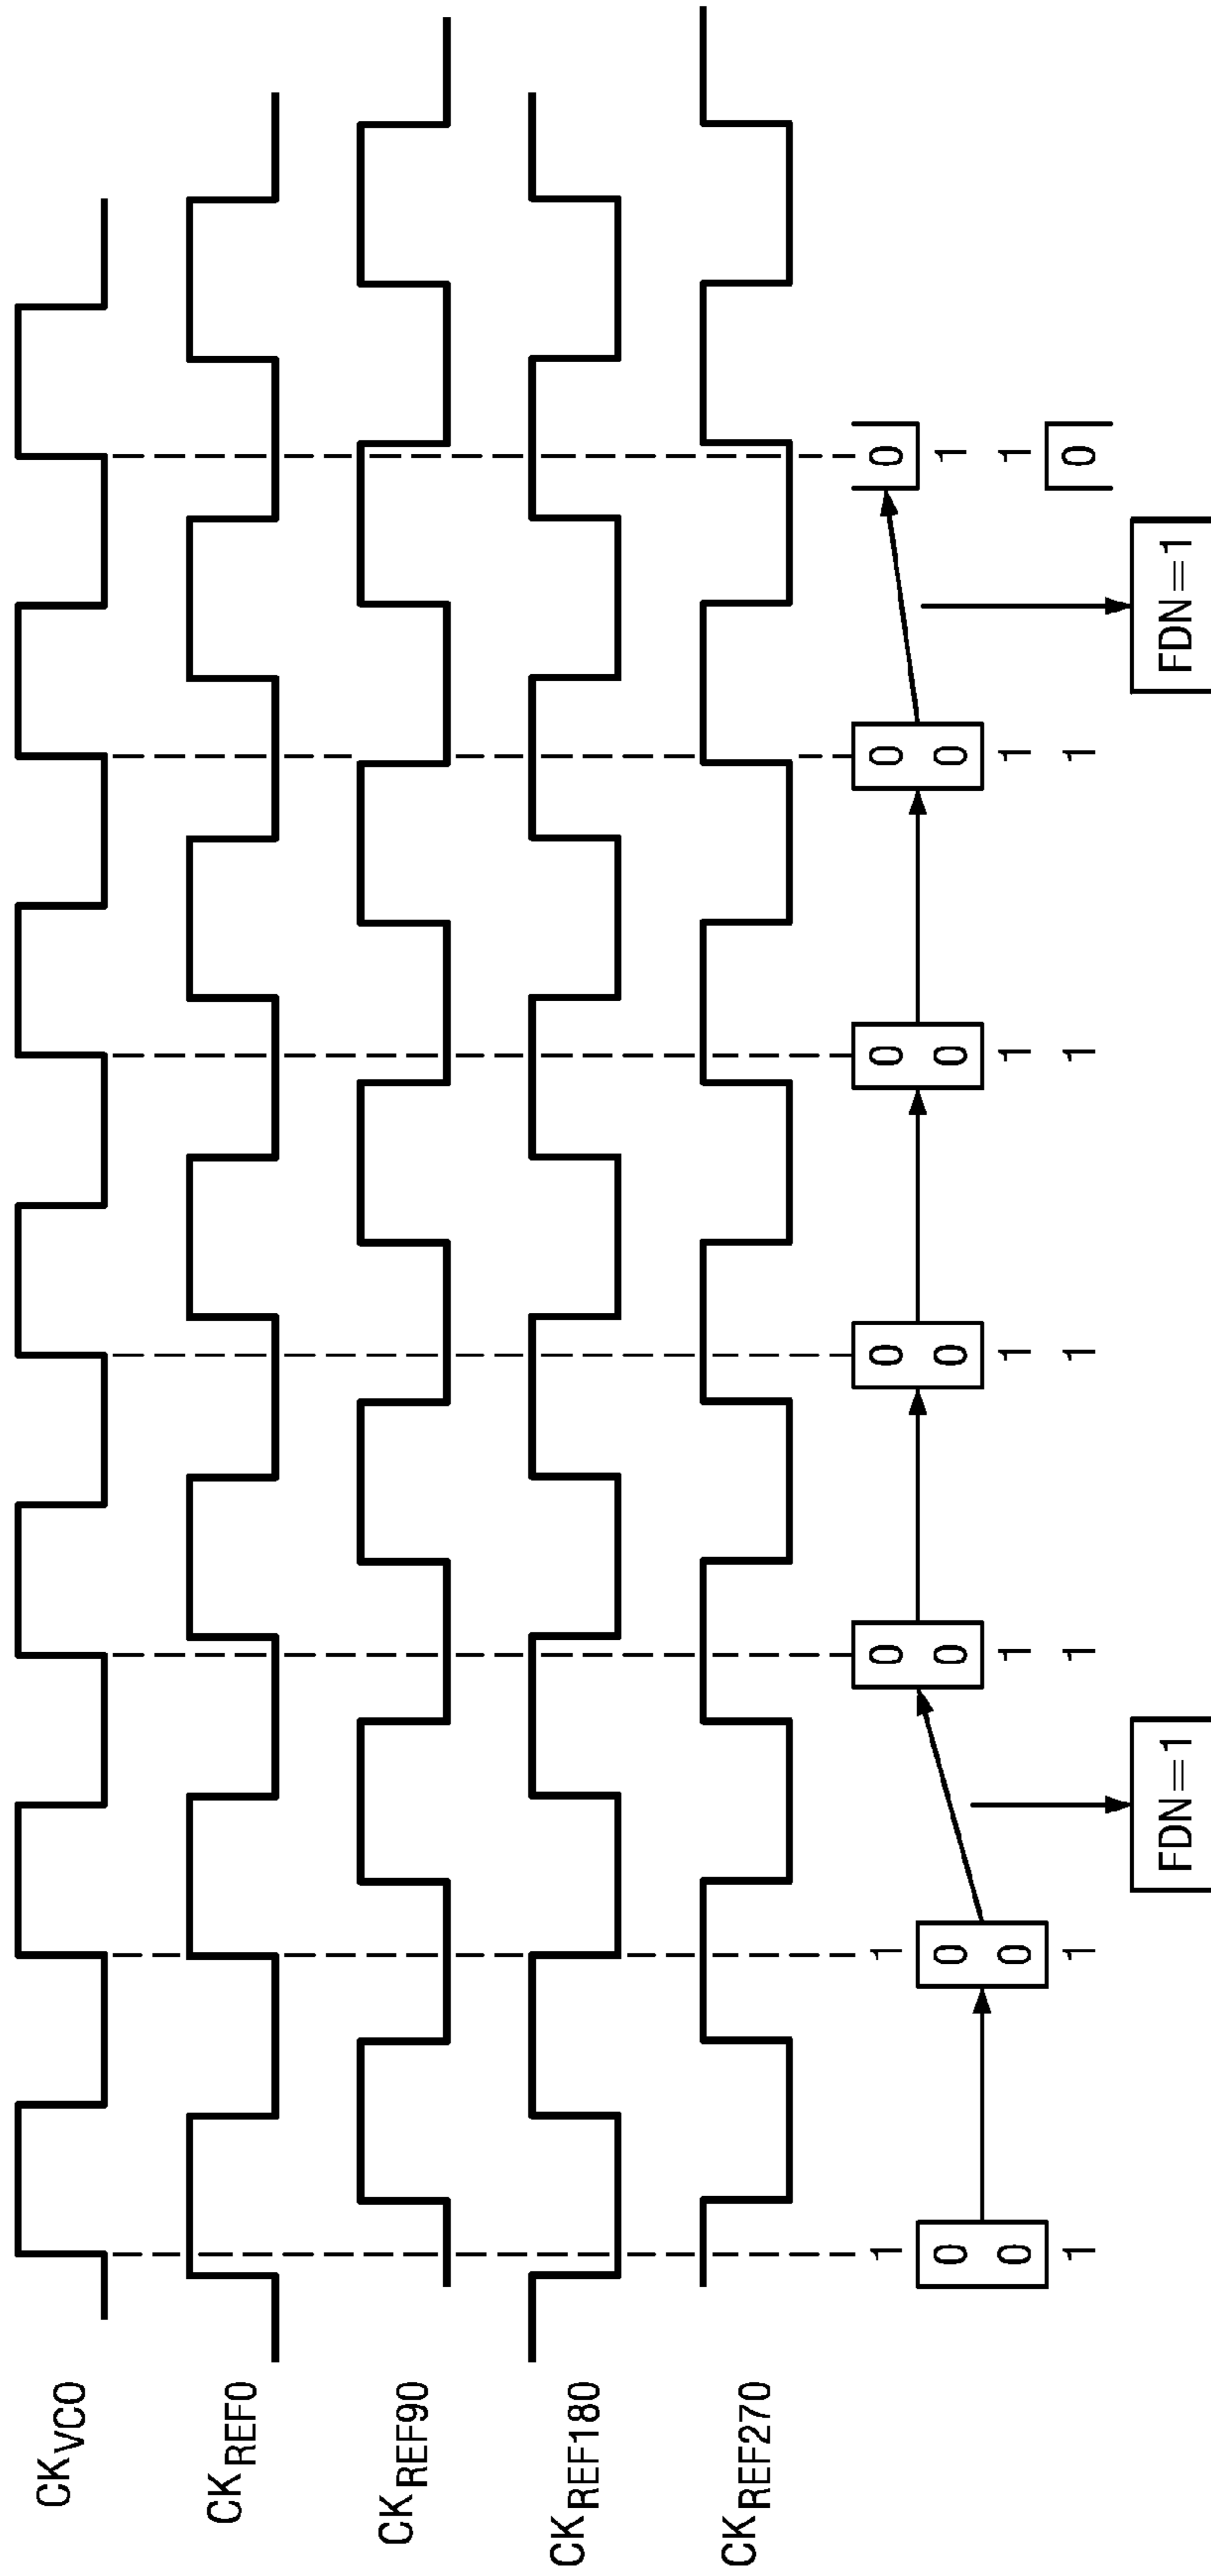 CKVCO
CKREF0
CKREF90
CKREF180
CKREF270
1 1 0 0 0 0 0
0 0 0 0 0 0 1
0 0 1 1 1 1 1
1 1 1 1 1 1 0
FDN=1
FDN=1